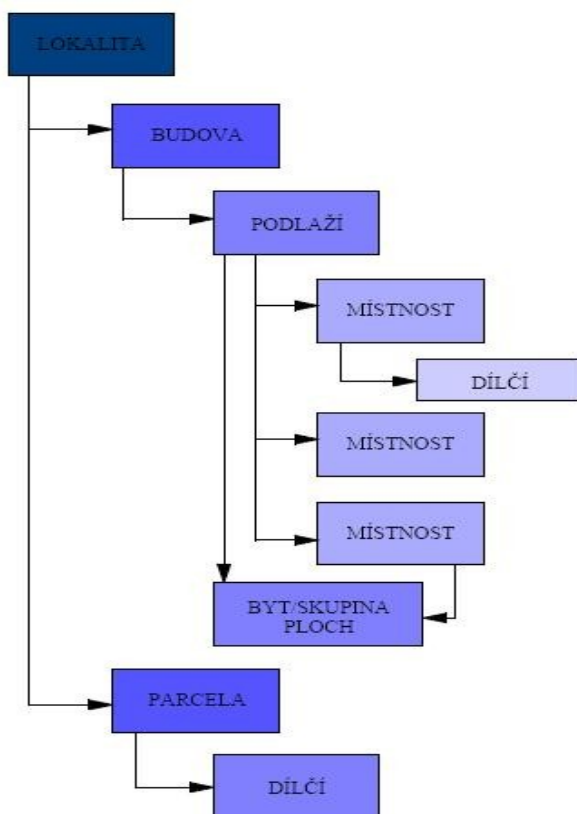 LOKALITA
BUDOVA
PODLAŽÍ
MÍSTNOST
DÍLČÍ
MÍSTNOST
MÍSTNOST
BYT/SKUPINA
PLOCH
PARCELA
DÍLČÍ